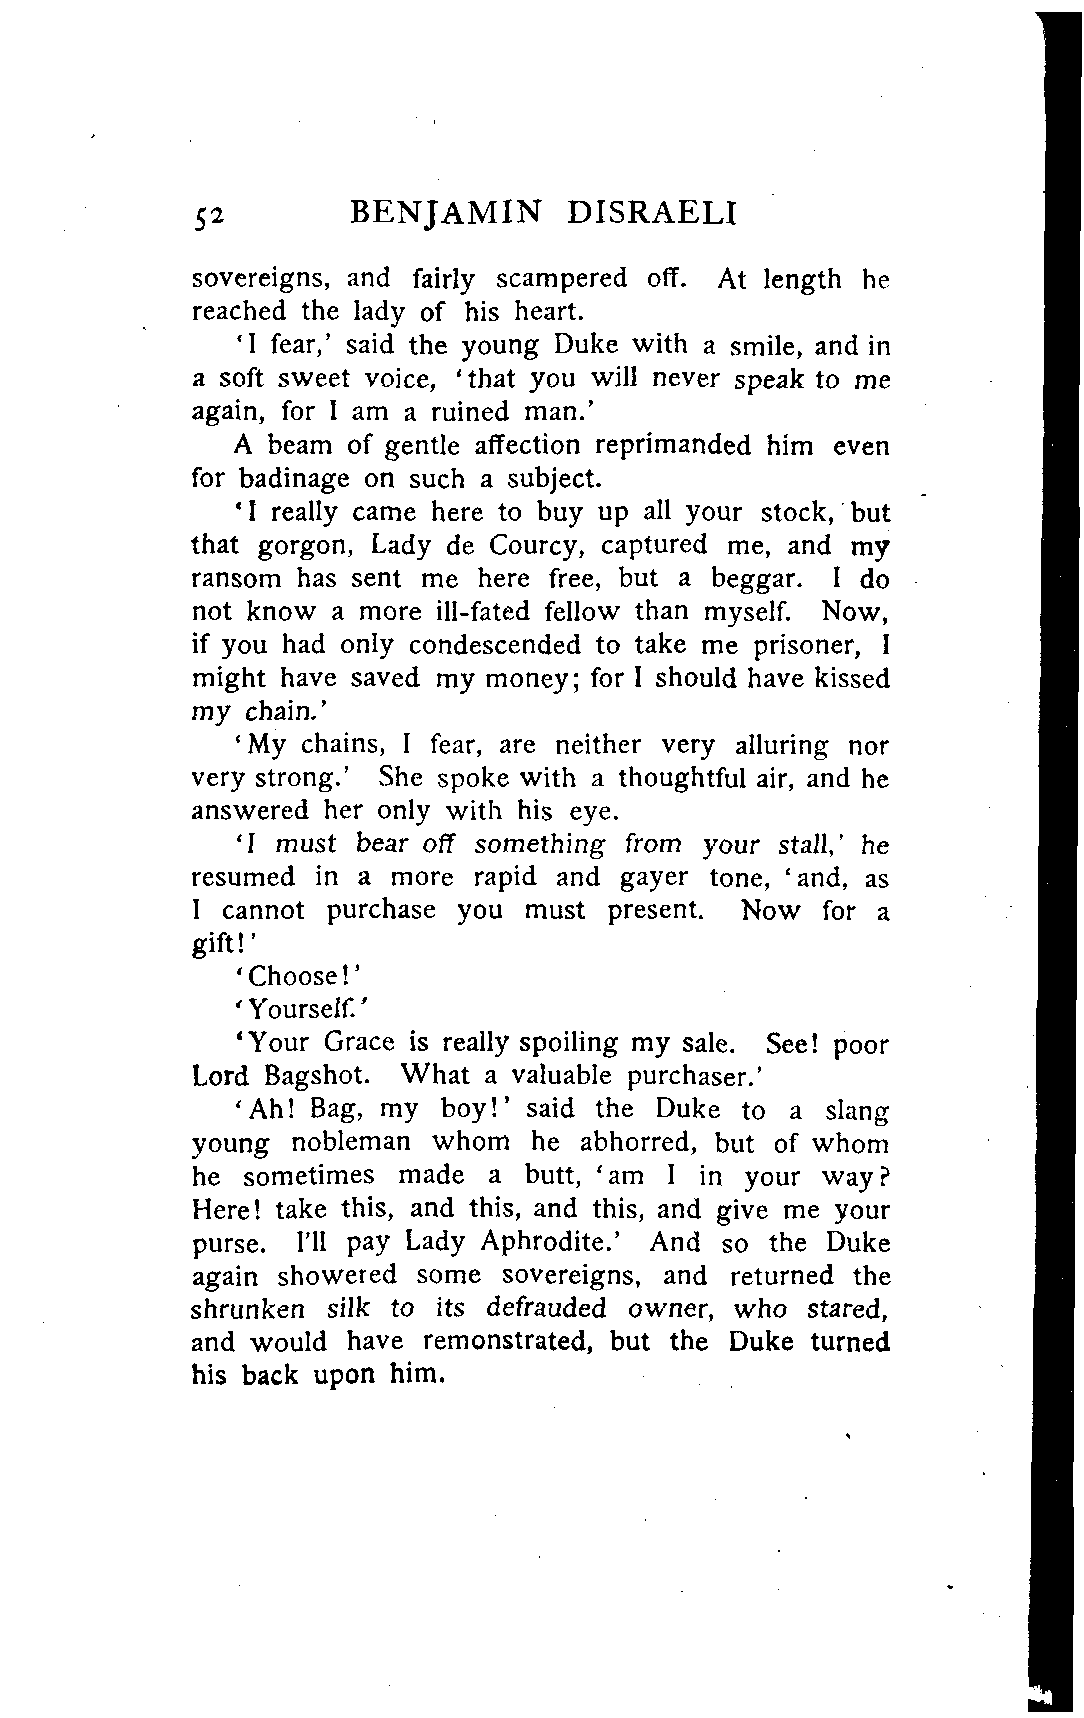 52 BENJAMIN DISRAELI
sovereigns, and fairly scampered off. At length he
reached the lady of his heart.
‘I fear,’ said the young Duke with a smile, and in
a soft sweet voice, ‘that you will never speak to me
again, for I am a ruined man.’
A beam of gentle affection reprimanded him even
for badinage on such a subject.
‘I really came here to buy up all your stock, but
that gorgon, Lady de Courcy, captured me, and my
ransom has sent me here free, but a beggar. I do
not know a more ill-fated fellow than myself. Now,
if you had only condescended to take me prisoner, I
might have saved my money; for I should have kissed
my chain.’
‘My chains, I fear, are neither very alluring nor
very strong.’ She spoke with a thoughtful air, and he
answered her only with his eye.
‘I must bear off something from your stall,’ he
resumed in a more rapid and gayer tone, ‘and, as
I cannot purchase you must present. Now for a
gift!’
‘Choose!’
‘Yourself.’
‘Your Grace is really spoiling my sale. See! poor
Lord Bagshot. What a valuable purchaser.’
‘Ah! Bag, my boy!’ said the Duke to a slang
young nobleman whom he abhorred, but of whom
he sometimes made a butt, ‘am I in your way?
Here! take this, and this, and this, and give me your
purse. I’ll pay Lady Aphrodite.’ And so the Duke
again showered some sovereigns, and returned the
shrunken silk to its defrauded owner, who stared,
and would have remonstrated, but the Duke turned
his back upon him.